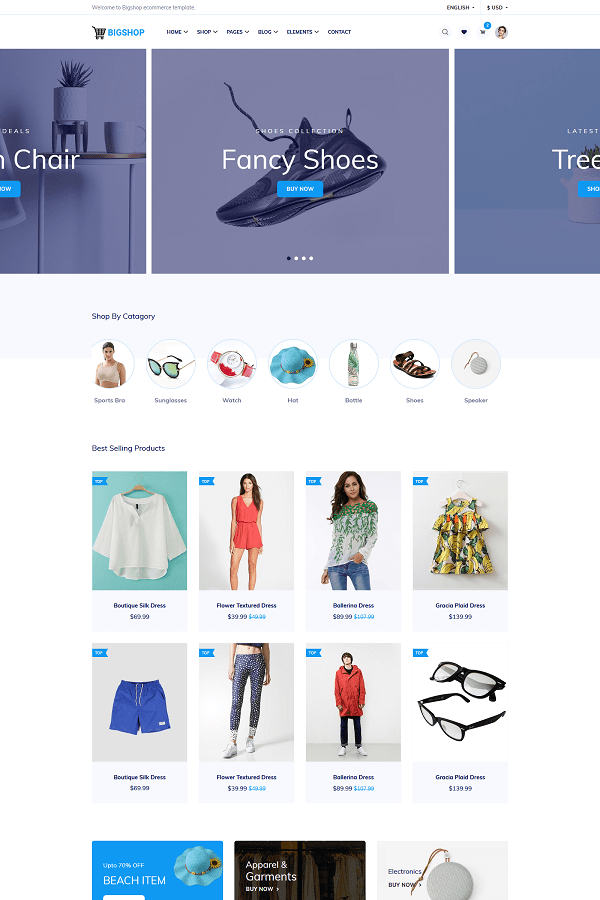 Welcome to Bigshop ecommerce template.
ENGLISH
$ USD
BIGSHOP
HOME
SHOP
PAGES
BLOG
ELEMENTS
CONTACT
2
DEALS
n Chair
NOW
SHOES COLLECTION
Fancy Shoes
BUY NOW
LATEST
Tree
SHO
Shop By Catagory
Sports Bra
Sunglasses
Watch
Hat
Bottle
Shoes
Speaker
Best Selling Products
TOP
TOP
TOP
TOP
Boutique Silk Dress
Flower Textured Dress
Ballerina Dress
Gracia Plaid Dress
$69.99
$39.99 $49.99
$89.99 $107.99
$139.99
TOP
TOP
TOP
TOP
Boutique Silk Dress
Flower Textured Dress
Ballerina Dress
Gracia Plaid Dress
$69.99
$39.99 $49.99
$89.99 $107.99
$139.99
Upto 70% OFF
BEACH ITEM
Apparel &
Garments
BUY NOW
Electronics
BUY NOW